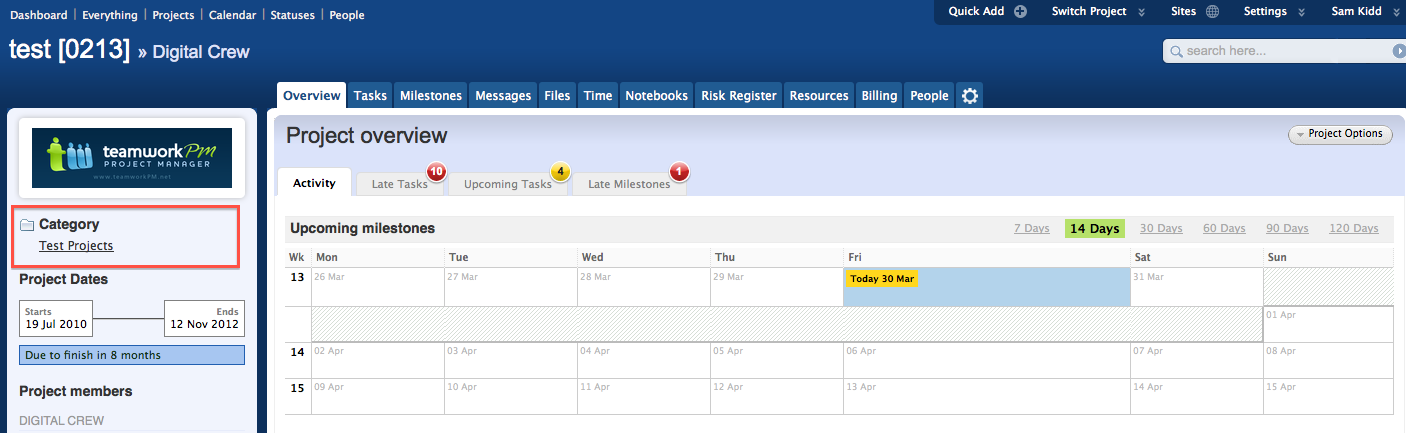 Dashboard | Everything | Projects | Calendar | Statuses | People
Quick Add Switch Project Sites Settings Sam Kidd
test [0213] » Digital Crew
search here...
Overview Tasks Milestones Messages Files Time Notebooks Risk Register Resources Billing People
teamworkPm
PROJECT MANAGER
www.teamworkPM.net
Category
Test Projects
Project Dates
Starts
19 Jul 2010
Ends
12 Nov 2012
Due to finish in 8 months
Project members
DIGITAL CREW
Project overview
Project Options
Activity Late Tasks 10 Upcoming Tasks 4 Late Milestones 1
Upcoming milestones 7 Days 14 Days 30 Days 60 Days 90 Days 120 Days
Wk Mon Tue Wed Thu Fri Sat Sun
13 26 Mar 27 Mar 28 Mar 29 Mar Today 30 Mar 31 Mar
01 Apr
14 02 Apr 03 Apr 04 Apr 05 Apr 06 Apr 07 Apr 08 Apr
15 09 Apr 10 Apr 11 Apr 12 Apr 13 Apr 14 Apr 15 Apr